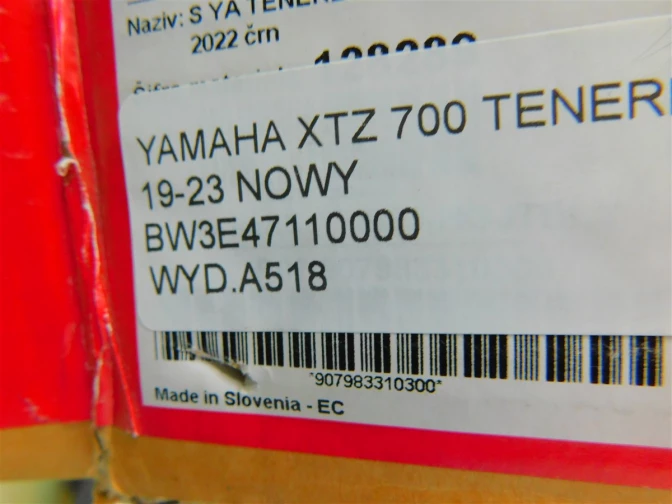 Naziv: S YA TENERE
2022 črn
YAMAHA XTZ 700 TENER
19-23 NOWY
BW3E47110000
WYD.A518
*907983310300*
Made in Slovenia - EC